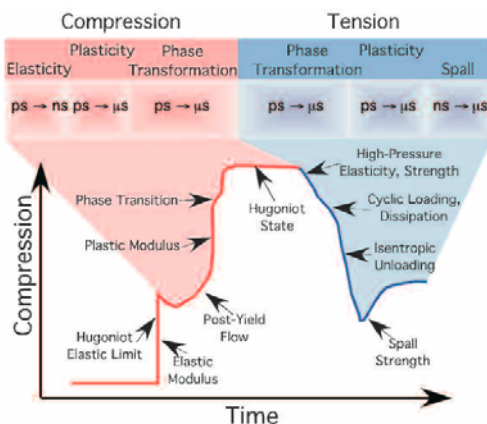 Compression
Tension
Elasticity
Plasticity
Phase
Transformation
Phase
Transformation
Plasticity
Spall
ps → ns
ps → μs
ps → μs
ps → μs
ps → μs
ns → μs
High-Pressure
Elasticity, Strength
Phase Transition
Cyclic Loading,
Dissipation
Hugoniot
State
Plastic Modulus
Isentropic
Unloading
Post-Yield
Flow
Hugoniot
Elastic Limit
Elastic
Modulus
Spall
Strength
Compression
Time